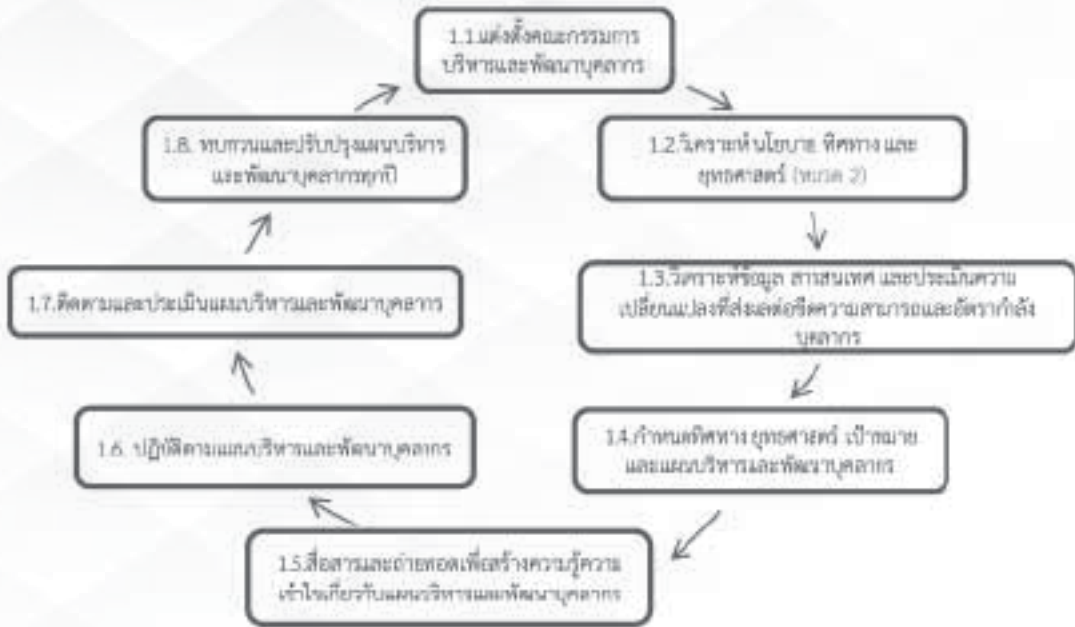 1.1.แต่งตั้งคณะกรรมการ
บริหารและพัฒนาบุคลากร
1.2.วิเคราะห์นโยบาย ทิศทาง และ
ยุทธศาสตร์ (หมวด 2)
1.3.วิเคราะห์ข้อมูล สารสนเทศ และประเมินความ
เปลี่ยนแปลงที่ส่งผลต่อขีดความสามารถและอัตรากำลัง
บุคลากร
1.4.กำหนดทิศทาง ยุทธศาสตร์ เป้าหมาย
และแผนบริหารและพัฒนาบุคลากร
1.5.สื่อสารและถ่ายทอดเพื่อสร้างความรู้ความ
เข้าใจเกี่ยวกับแผนบริหารและพัฒนาบุคลากร
1.6. ปฏิบัติตามแผนบริหารและพัฒนาบุคลากร
1.7.ติดตามและประเมินแผนบริหารและพัฒนาบุคลากร
1.8. ทบทวนและปรับปรุงแผนบริหาร
และพัฒนาบุคลากรทุกปี